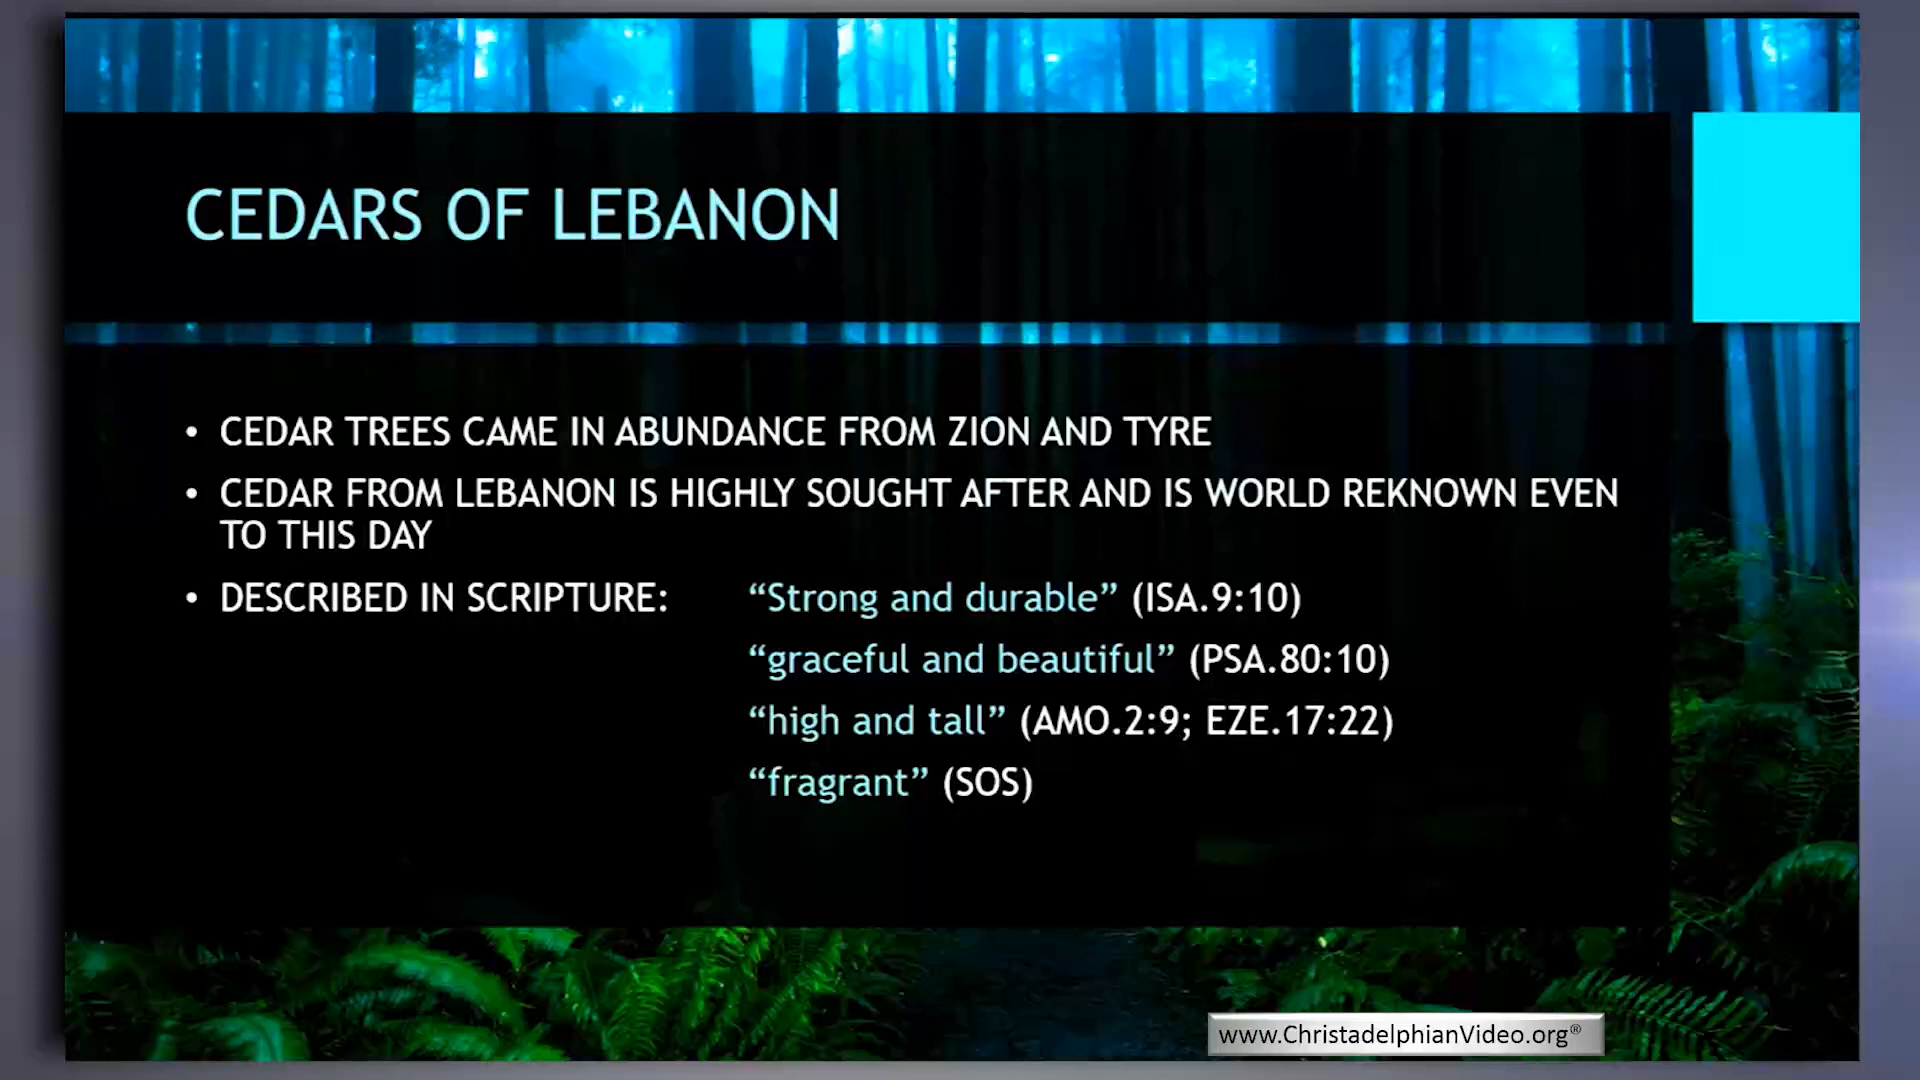 CEDARS OF LEBANON
• CEDAR TREES CAME IN ABUNDANCE FROM ZION AND TYRE
• CEDAR FROM LEBANON IS HIGHLY SOUGHT AFTER AND IS WORLD REKNOWN EVEN
TO THIS DAY
• DESCRIBED IN SCRIPTURE: “Strong and durable” (ISA.9:10)
“graceful and beautiful” (PSA.80:10)
“high and tall” (AMO.2:9; EZE.17:22)
“fragrant” (SOS)
www.ChristadelphianVideo.org®